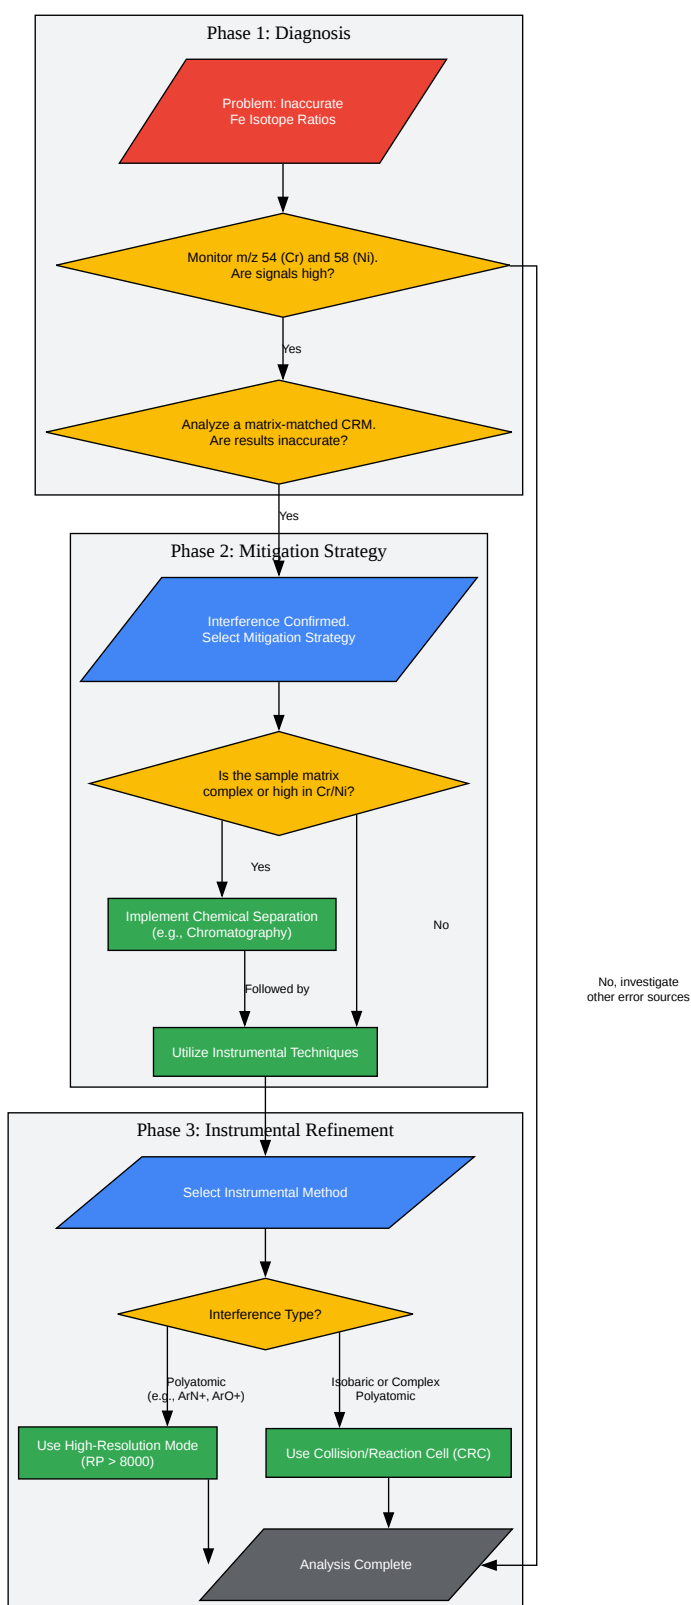 Phase 1: Diagnosis
Problem: Inaccurate
Fe Isotope Ratios
Monitor m/z 54 (Cr) and 58 (Ni).
Are signals high?
Yes
Analyze a matrix-matched CRM.
Are results inaccurate?
Yes
Phase 2: Mitigation Strategy
Interference Confirmed.
Select Mitigation Strategy
Is the sample matrix
complex or high in Cr/Ni?
Yes
Implement Chemical Separation
(e.g., Chromatography)
No
Followed by
No, investigate
other error sources
Utilize Instrumental Techniques
Phase 3: Instrumental Refinement
Select Instrumental Method
Interference Type?
Polyatomic
(e.g., ArN+, ArO+)
Isobaric or Complex
Polyatomic
Use High-Resolution Mode
(RP > 8000)
Use Collision/Reaction Cell (CRC)
Analysis Complete